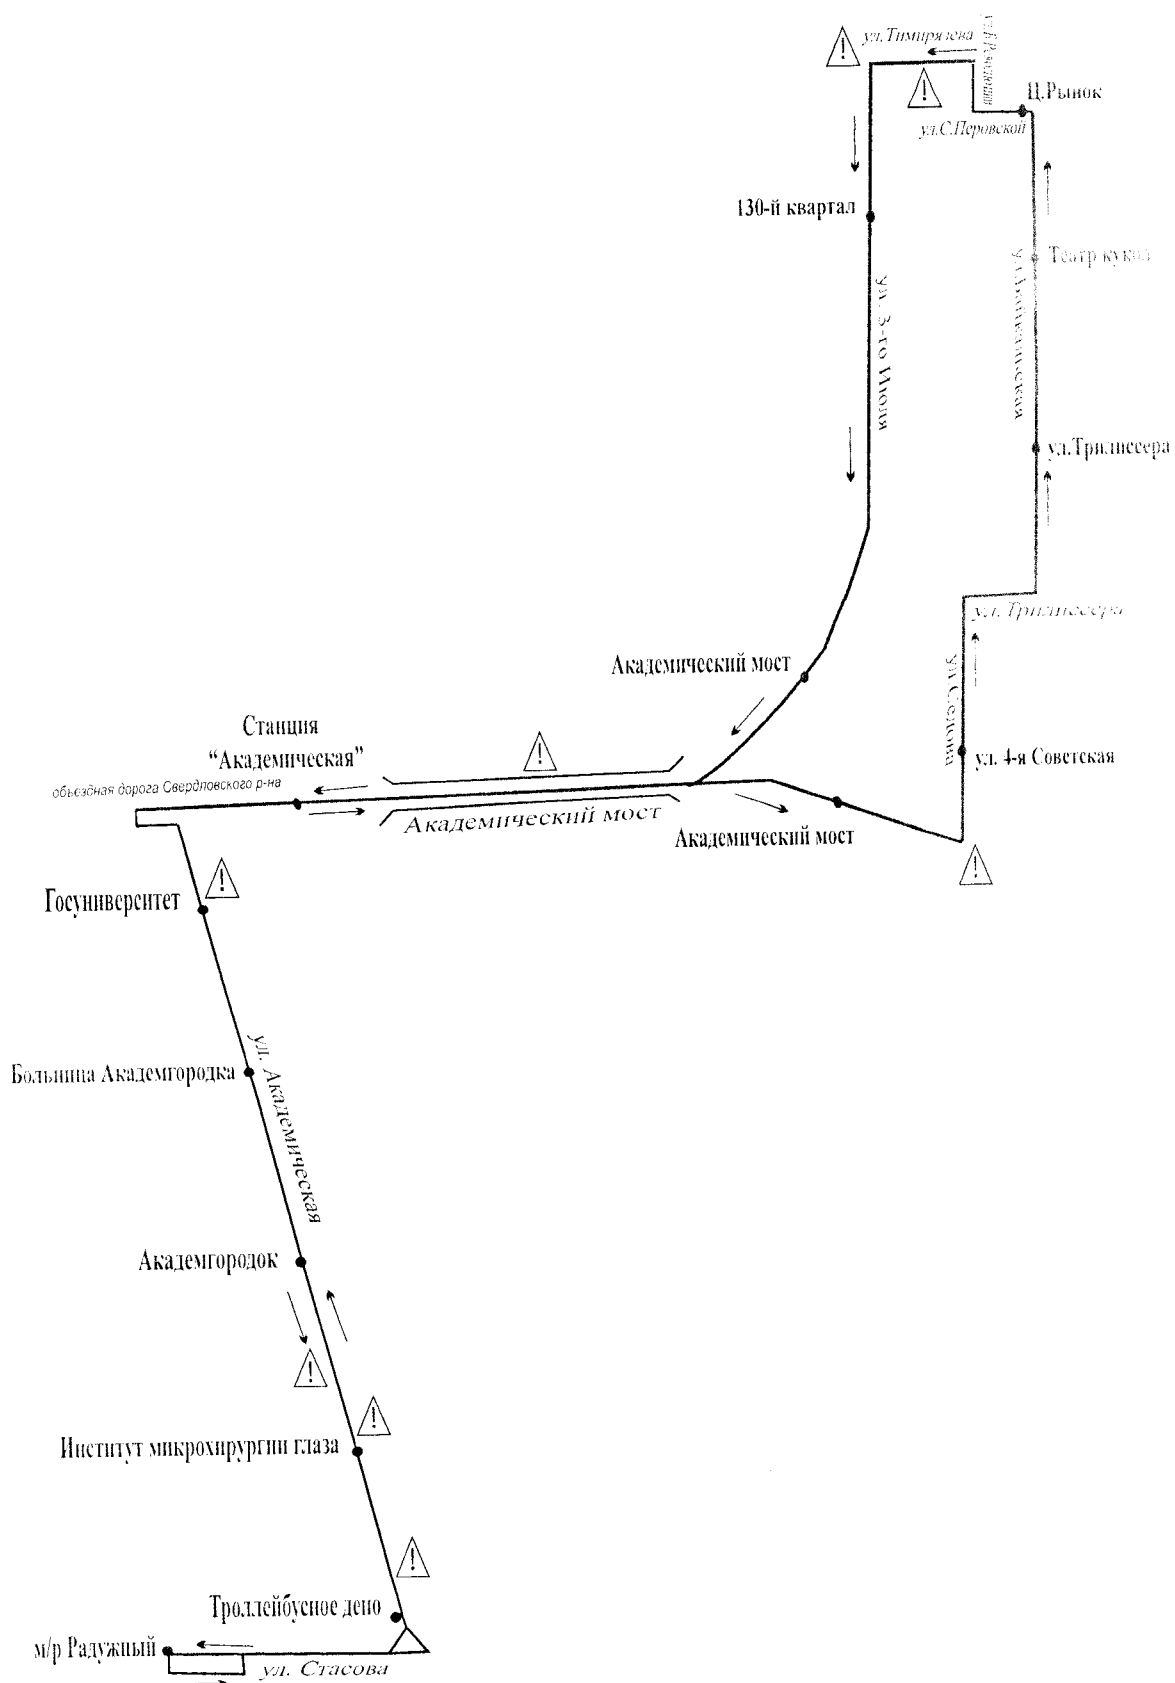 ул.Тимирязева
Ц.Рынок
ул.С.Перовской
130-й квартал
Театр кукол
ул. 3-го Июля
ул.Трилиссера
ул. Трилиссера
Академический мост
ул.Седова
Станция
“Академическая”
ул. 4-я Советская
объездная дорога Свердловского р-на
Академический мост
Академический мост
Госуниверситет
ул. Академическая
Больница Академгородка
Академгородок
Институт микрохирургии глаза
Троллейбусное депо
м/р Радужный
ул. Стасова